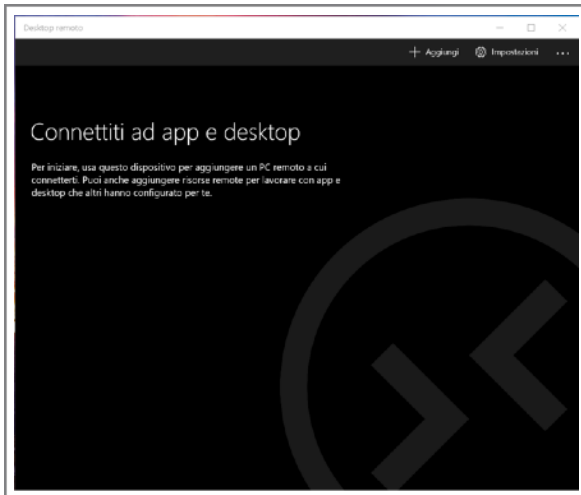 Desktop remoto
Aggiungi Impostazioni ...
Connettiti ad app e desktop
Per iniziare, usa questo dispositivo per aggiungere un PC remoto a cui
connetterti. Puoi anche aggiungere risorse remote per lavorare con app e
desktop che altri hanno configurato per te.